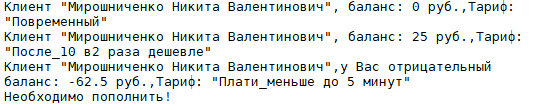 Клиент "Мирошниченко Никита Валентинович", баланс: 0 руб.,Тариф:
"Повременный"
Клиент "Мирошниченко Никита Валентинович", баланс: 25 руб.,Тариф:
"После_10 в2 раза дешевле"
Клиент "Мирошниченко Никита Валентинович",у Вас отрицательный
баланс: -62.5 руб.,Тариф: "Плати_меньше до 5 минут"
Необходимо пополнить!